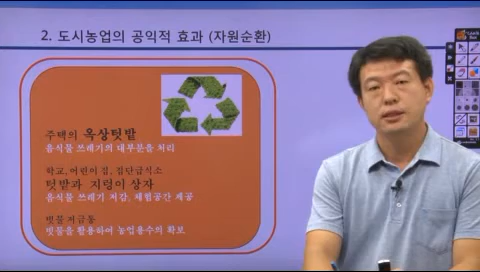 2. 도시농업의 공익적 효과 (자원순환)
주택의 옥상텃밭
음식물 쓰레기의 대부분을 처리
학교, 어린이 집, 집단급식소
텃밭과 지렁이 상자
음식물 쓰레기 저감, 체험공간 제공
빗물 저금통
빗물을 활용하여 농업용수의 확보